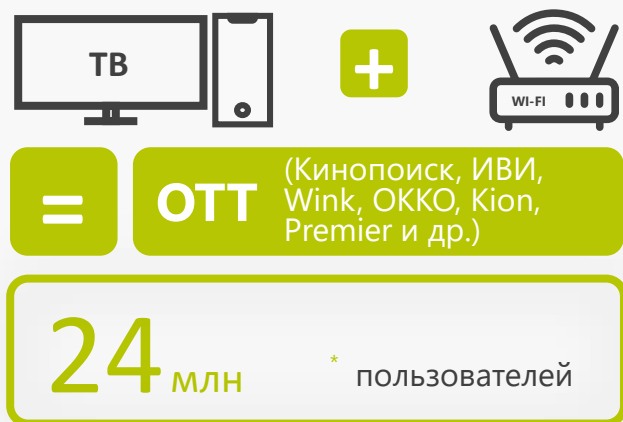 ТВ
+
WI-FI
=
ОТТ
(Кинопоиск, ИВИ,
Wink, ОККО, Kion,
Premier и др.)
24 млн
* пользователей